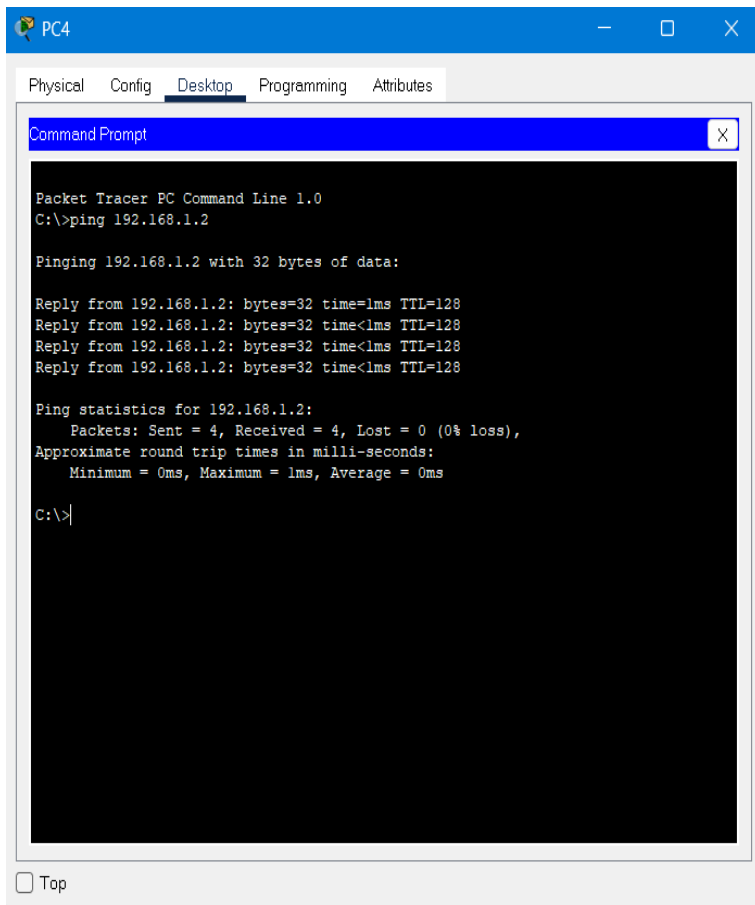 PC4
Physical Config Desktop Programming Attributes
Command Prompt
X
Packet Tracer PC Command Line 1.0
C:\>ping 192.168.1.2
Pinging 192.168.1.2 with 32 bytes of data:
Reply from 192.168.1.2: bytes=32 time=1ms TTL=128
Reply from 192.168.1.2: bytes=32 time<1ms TTL=128
Reply from 192.168.1.2: bytes=32 time<1ms TTL=128
Reply from 192.168.1.2: bytes=32 time<1ms TTL=128
Ping statistics for 192.168.1.2:
Packets: Sent = 4, Received = 4, Lost = 0 (0% loss),
Approximate round trip times in milli-seconds:
Minimum = 0ms, Maximum = 1ms, Average = 0ms
C:\>
Top